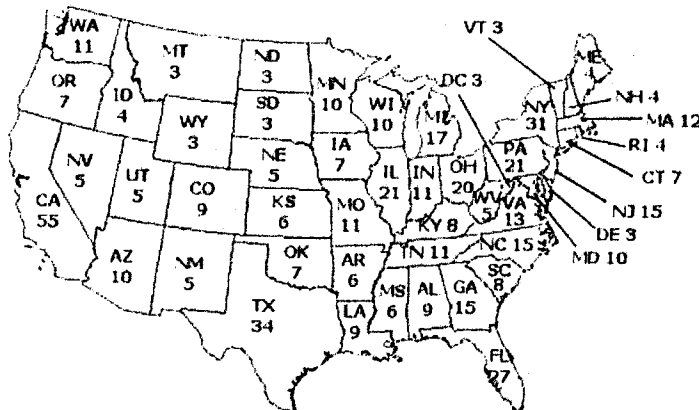 WA
11
MT
3
ND
3
VT 3
ME
4
OR
7
ID
4
MN
10
DC 3
NH 4
SD
3
WI
10
MI
17
NY
31
MA 12
WY
3
RI 4
IA
7
PA
21
CT 7
NV
5
NE
5
UT
5
CO
9
IL
21
IN
11
OH
20
NJ 15
CA
55
KS
6
MO
11
WV
5
VA
13
DE 3
KY 8
MD 10
AZ
10
NM
5
OK
7
TN 11
NC 15
AR
6
SC
8
TX
34
MS
6
AL
9
GA
15
LA
9
FL
27